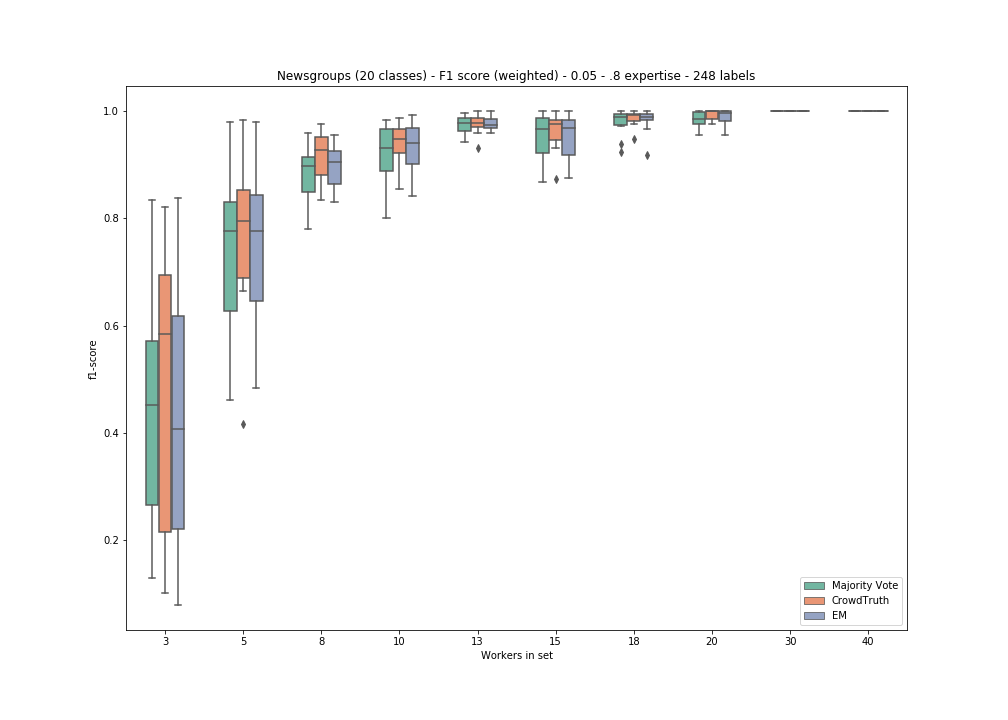 Newsgroups (20 classes) - F1 score (weighted) - 0.05 - .8 expertise - 248 labels
1.0
0.8
0.6
0.4
0.2
f1-score
3 5 8 10 13 15 18 20 30 40
Workers in set
Majority Vote
CrowdTruth
EM